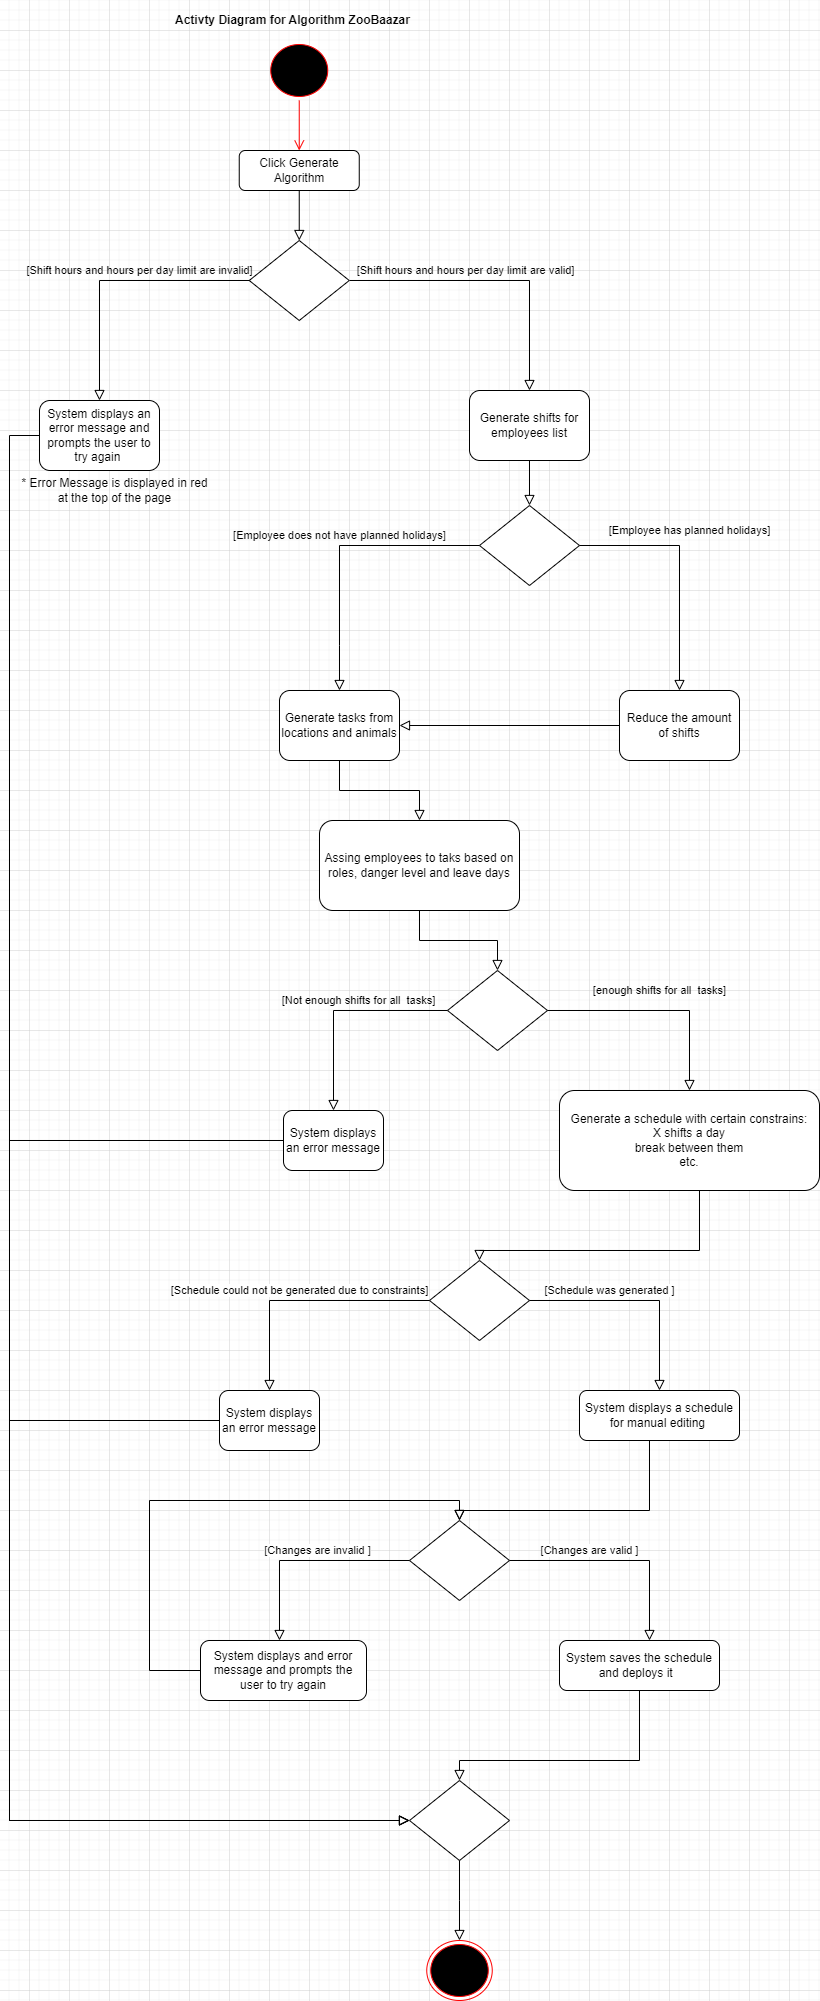 Activty Diagram for Algorithm ZooBaazar
Click Generate
Algorithm
[Shift hours and hours per day limit are invalid]
[Shift hours and hours per day limit are valid]
System displays an
error message and
prompts the user to
try again
* Error Message is displayed in red
at the top of the page
Generate shifts for
employees list
[Employee does not have planned holidays]
[Employee has planned holidays]
Generate tasks from
locations and animals
Reduce the amount
of shifts
Assing employees to taks based on
roles, danger level and leave days
[Not enough shifts for all  tasks]
[enough shifts for all  tasks]
System displays
an error message
Generate a schedule with certain constrains:
X shifts a day
break between them
etc.
[Schedule could not be generated due to constraints]
[Schedule was generated ]
System displays
an error message
System displays a schedule
for manual editing
[Changes are invalid ]
[Changes are valid ]
System displays and error
message and prompts the
user to try again
System saves the schedule
and deploys it